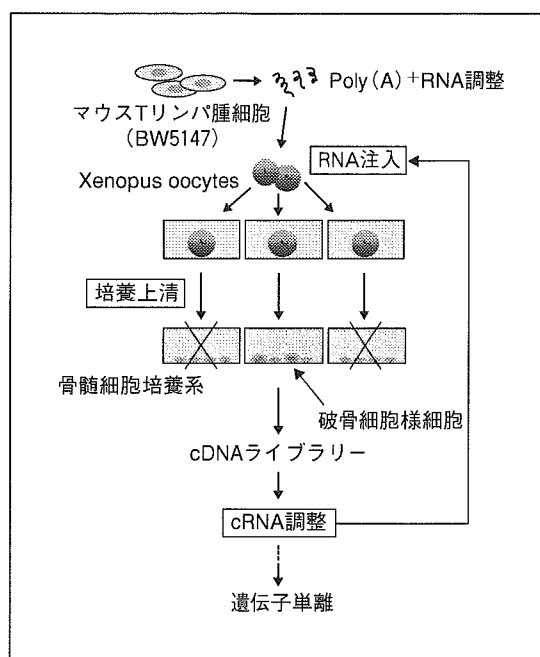 Poly(A)+RNA調整
マウスTリンパ腫細胞
(BW5147)
RNA注入
Xenopus oocytes
培養上清
骨髄細胞培養系
破骨細胞様細胞
cDNAライブラリー
cRNA調整
遺伝子単離